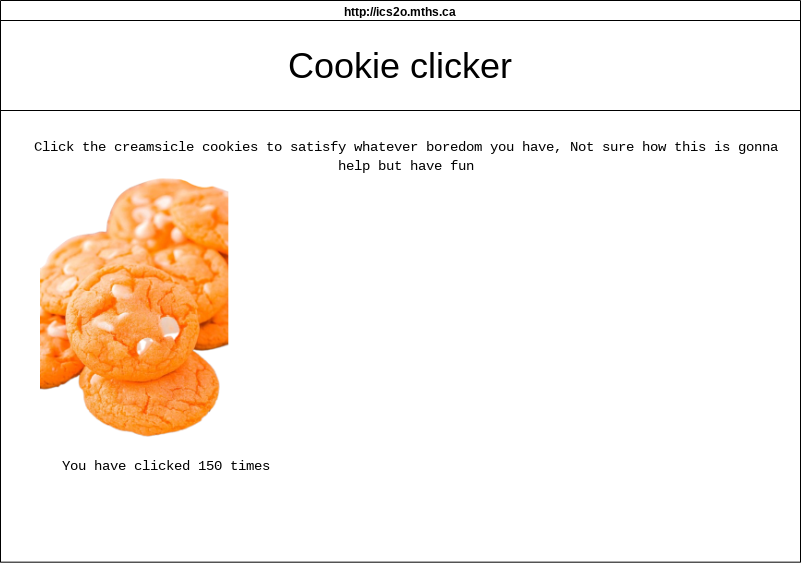 http://ics2o.mths.ca
Cookie clicker
Click the creamsicle cookies to satisfy whatever boredom you have, Not sure how this is gonna
help but have fun
You have clicked 150 times